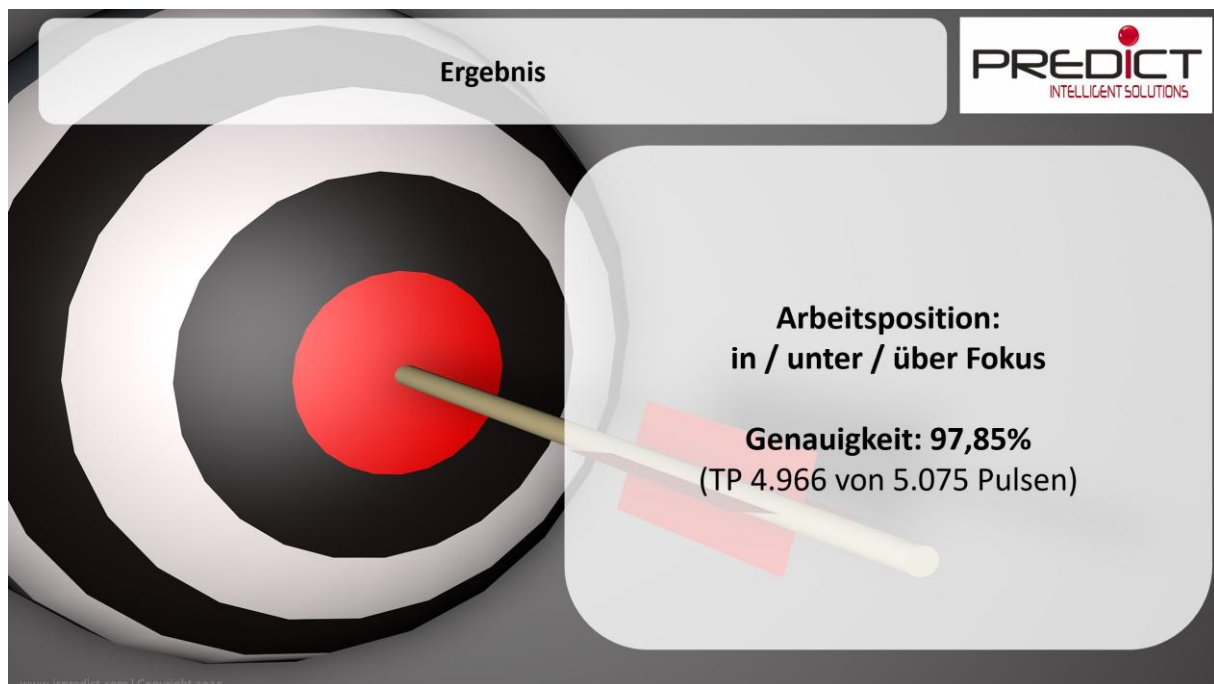 Ergebnis
PREDiCT
INTELLIGENT SOLUTIONS
Arbeitsposition:
in / unter / über Fokus
Genauigkeit: 97,85%
(TP 4.966 von 5.075 Pulsen)